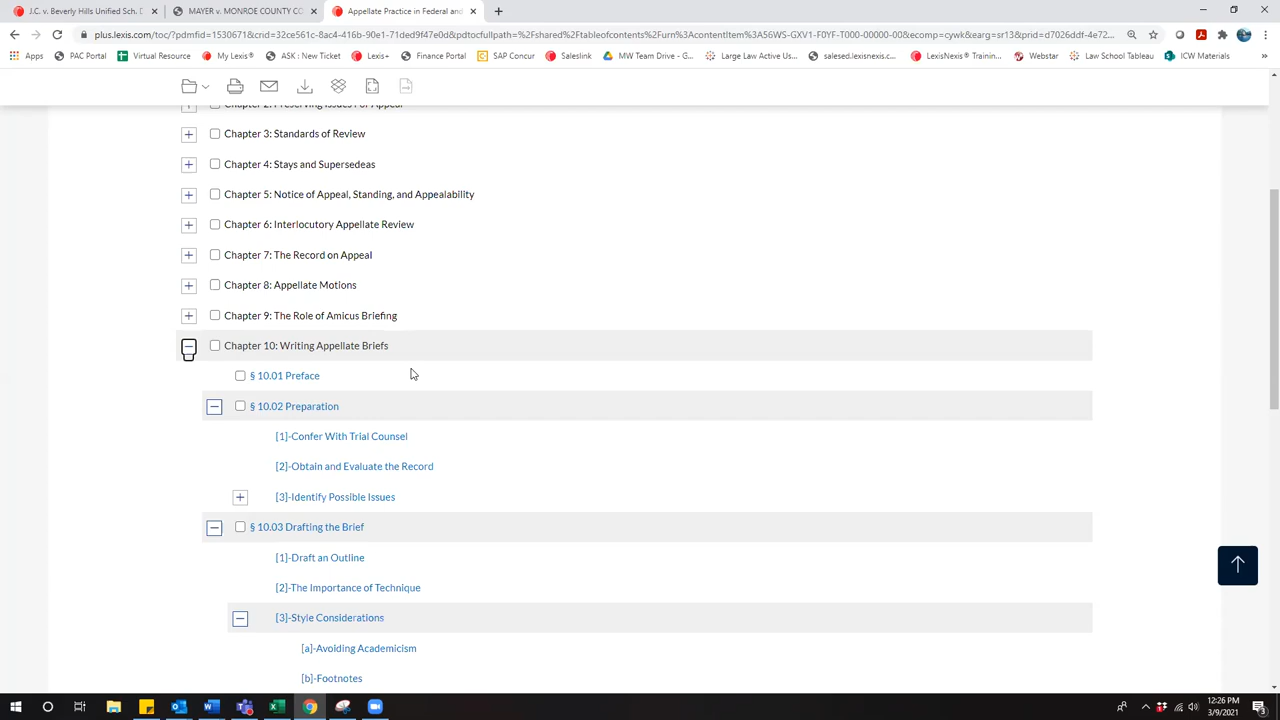 J.C. v. Beverly Hills Unified Sch. D
MAYER v. MONROE COUNTY CO
Appellate Practice in Federal and
plus.lexis.com/toc/?pdmfid=1530671&crid=32ce561c-8ac4-416b-90e1-71ded9f47e0d&pdtocfullpath=%2Fshared%2Ftableofcontents%2Furn%3AcontentItem%3A56WS-GXV1-F0YF-T000-00000-00&ecomp=cywk&earg=sr13&prid=d7026ddf-4e72...
Apps
PAC Portal
Virtual Resource
My Lexis®
ASK : New Ticket
Lexis+
Finance Portal
SAP Concur
Saleslink
MW Team Drive - G...
Large Law Active Us...
salesed.lexisnexis.c...
LexisNexis® Trainin...
Webstar
Law School Tableau
ICW Materials
»
Chapter 2: Preserving Issues For Appeal
Chapter 3: Standards of Review
Chapter 4: Stays and Supersedeas
Chapter 5: Notice of Appeal, Standing, and Appealability
Chapter 6: Interlocutory Appellate Review
Chapter 7: The Record on Appeal
Chapter 8: Appellate Motions
Chapter 9: The Role of Amicus Briefing
Chapter 10: Writing Appellate Briefs
§ 10.01 Preface
§ 10.02 Preparation
[1]-Confer With Trial Counsel
[2]-Obtain and Evaluate the Record
[3]-Identify Possible Issues
§ 10.03 Drafting the Brief
[1]-Draft an Outline
[2]-The Importance of Technique
[3]-Style Considerations
[a]-Avoiding Academicism
[b]-Footnotes
12:26 PM
3/9/2021